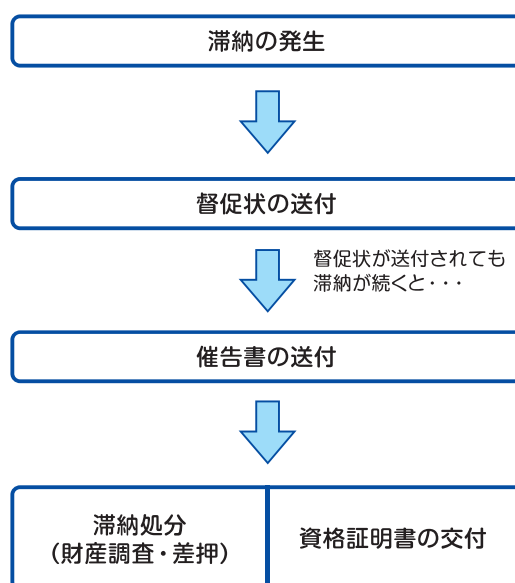 滞納の発生
督促状の送付
督促状が送付されても
滞納が続くと・・・
催告書の送付
滞納処分
（財産調査・差押）
資格証明書の交付